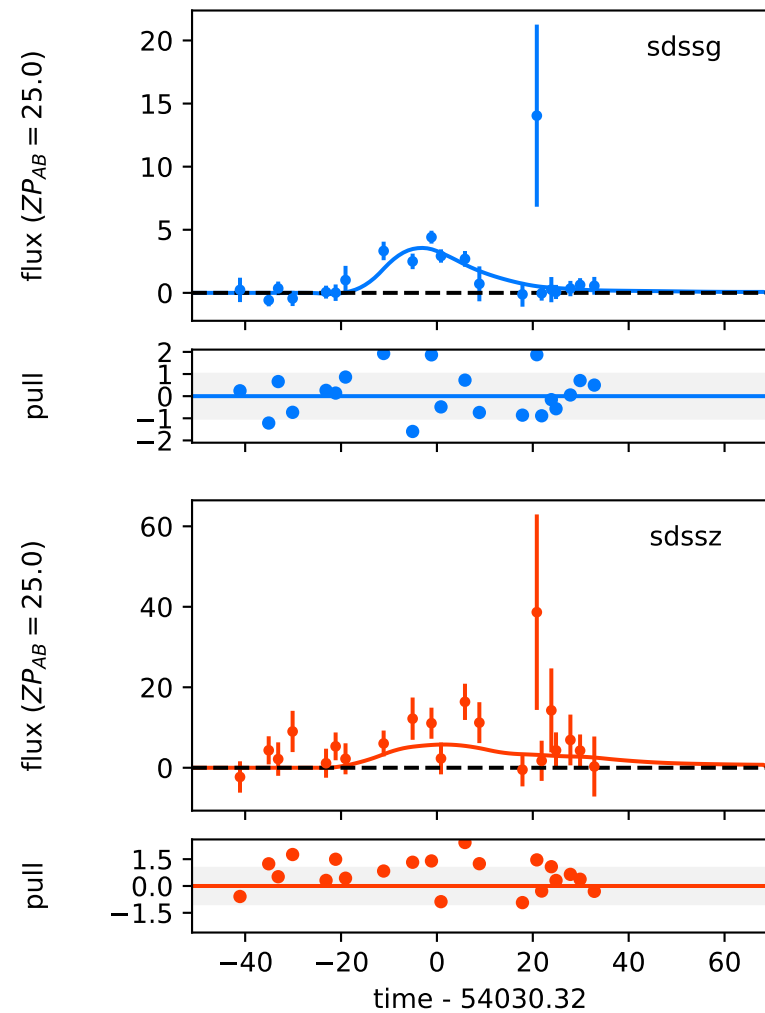 sdssg
flux (ZP_AB = 25.0)
20
15
10
5
0
pull
2
1
0
−1
−2
sdssz
flux (ZP_AB = 25.0)
60
40
20
0
pull
1.5
0.0
−1.5
−40 −20 0 20 40 60
time - 54030.32